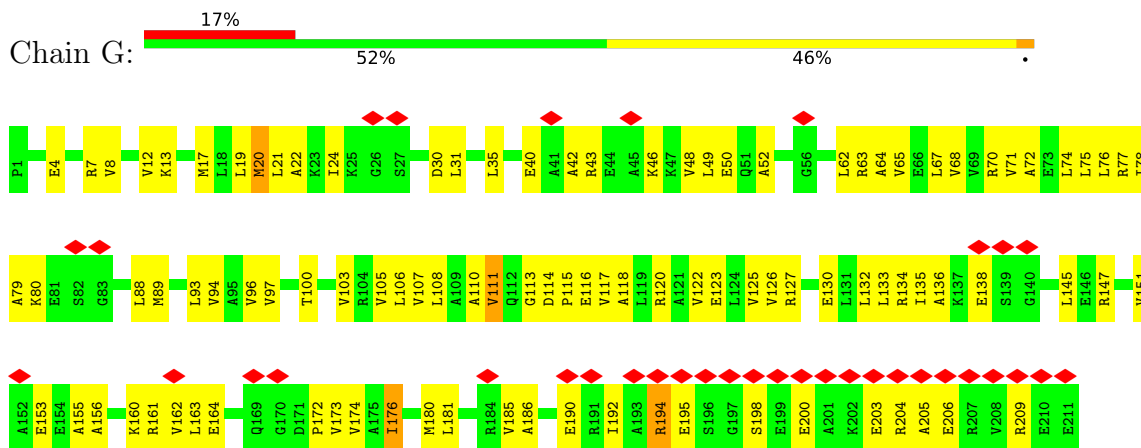 17%
Chain G:
52% 46% •
P1 E4 R7 V8 V12 K13 M17 L18 L19 M20 L21 A22 K23 I24 K25 G26 S27 D30 L31 L35 E40 A41 A42 R43 E44 A45 K46 K47 V48 L49 E50 Q51 A52 G56 L62 R63 A64 V65 E66 L67 V68 V69 R70 V71 A72 E73 L74 L75 L76 R77 I78
A79 K80 E81 S82 G83 L88 M89 L93 V94 A95 V96 V97 T100 V103 R104 V105 L106 V107 L108 A109 A110 V111 Q112 G113 D114 P115 E116 V117 A118 L119 R120 A121 V122 E123 L124 V125 V126 R127 E130 L131 L132 L133 R134 I135 A136 K137 E138 S139 G140 L145 E146 R147 V151
A152 E153 E154 A155 A156 K160 R161 V162 L163 E164 Q169 G170 D171 P172 V173 V174 A175 I176 M180 L181 R184 V185 A186 E190 R191 I192 A193 R194 E195 S196 G197 S198 E199 E200 A201 K202 E203 R204 A205 E206 R207 V208 R209 E210 E211